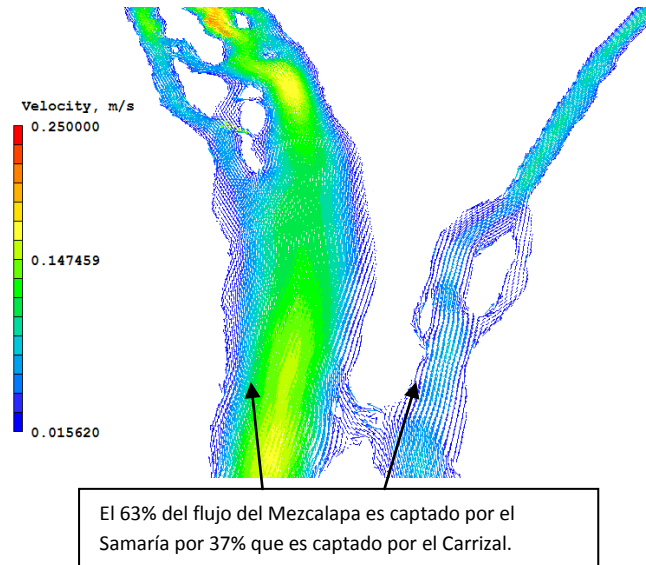 Velocity, m/s
0.250000
0.147459
0.015620
El 63% del flujo del Mezcalapa es captado por el
Samaría por 37% que es captado por el Carrizal.